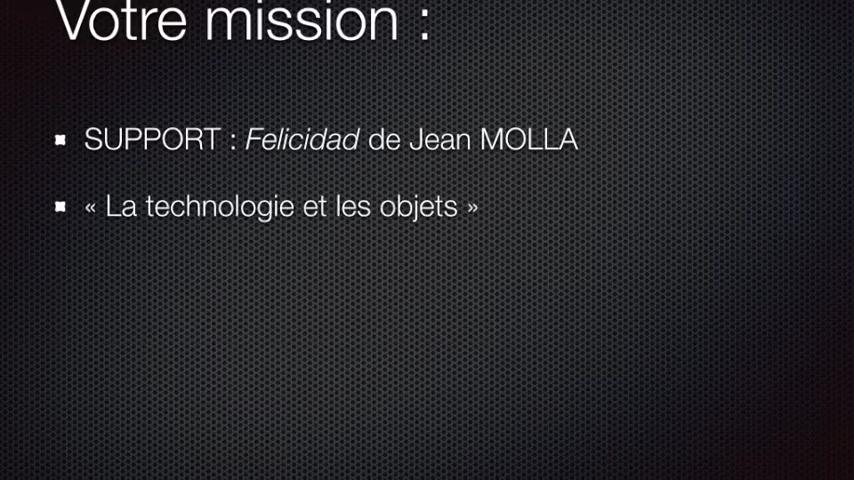 Votre mission :
SUPPORT : Felicidad de Jean MOLLA
« La technologie et les objets »